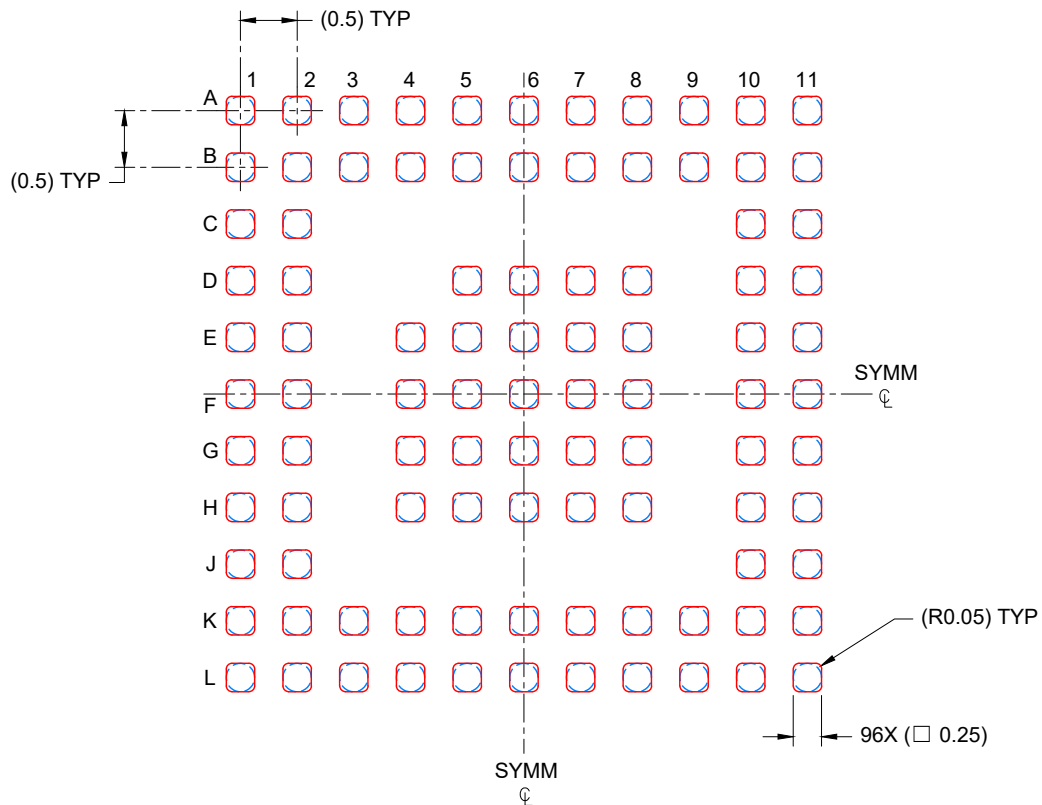 (0.5) TYP
1 2 3 4 5 6 7 8 9 10 11
A
B
(0.5) TYP
C
D
E
SYMM
℄
F
G
H
J
K
(R0.05) TYP
L
96X (□ 0.25)
SYMM
℄